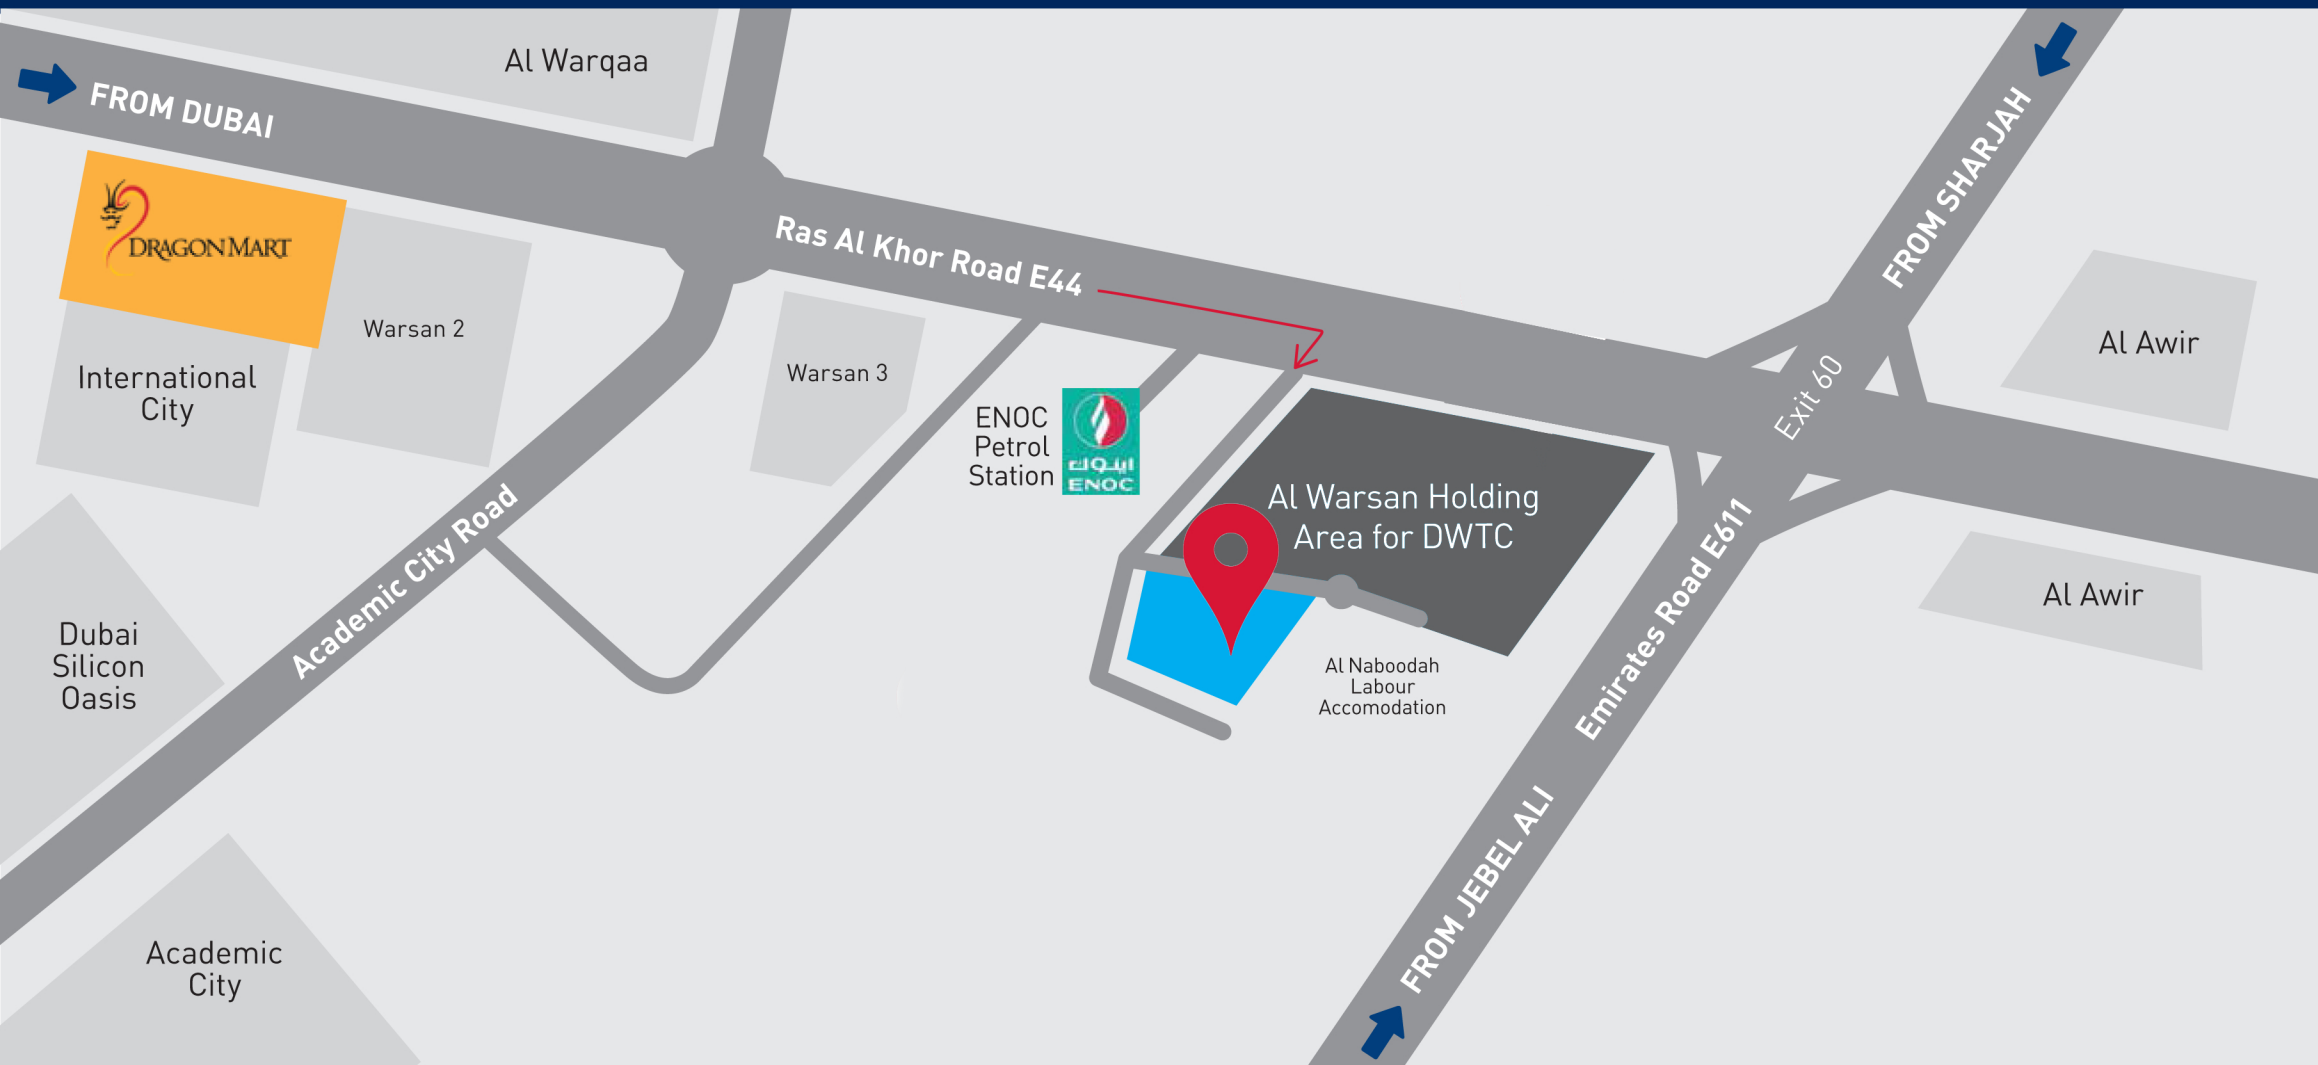 Al Warqaa
FROM DUBAI
DRAGON MART
Warsan 2
International
City
Ras Al Khor Road E44
Warsan 3
ENOC
Petrol
Station
اينوك
ENOC
Al Warsan Holding
Area for DWTC
FROM SHARJAH
Exit 60
Al Awir
Al Awir
Emirates Road E611
FROM JEBEL ALI
Al Naboodah
Labour
Accomodation
Academic City Road
Dubai
Silicon
Oasis
Academic
City